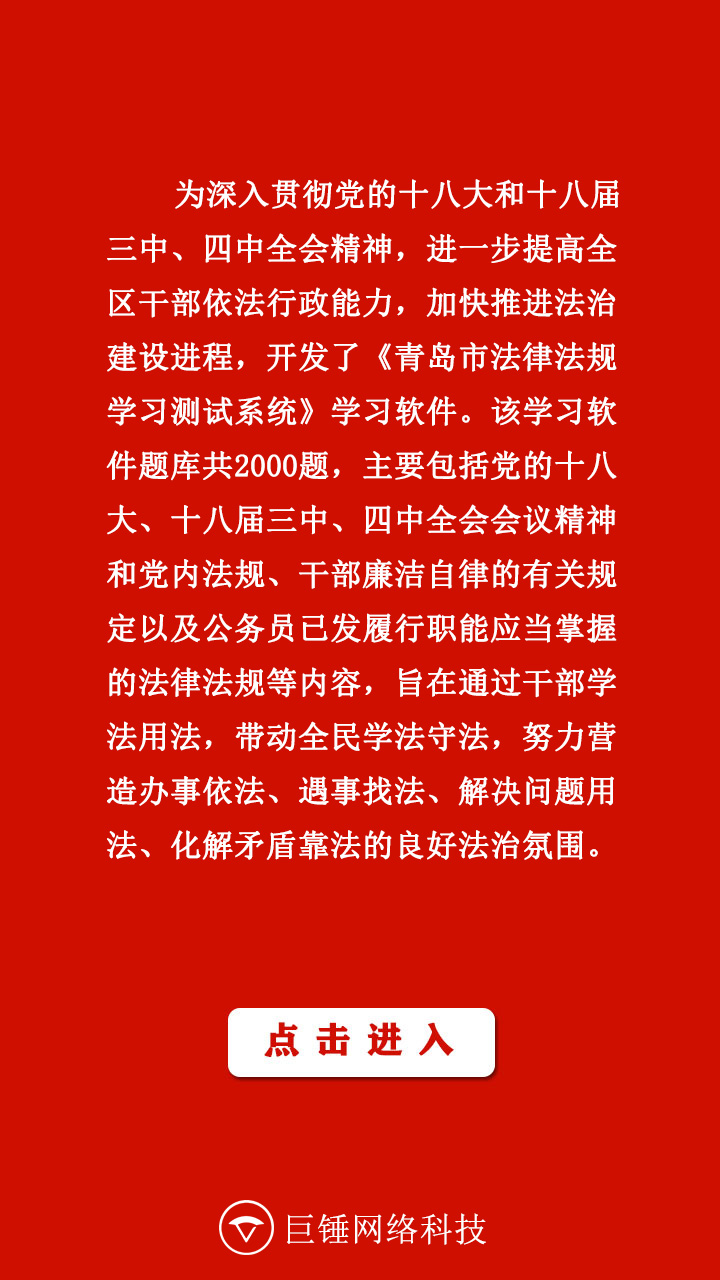 为深入贯彻党的十八大和十八届
三中、四中全会精神，进一步提高全
区干部依法行政能力，加快推进法治
建设进程，开发了《青岛市法律法规
学习测试系统》学习软件。该学习软
件题库共2000题，主要包括党的十八
大、十八届三中、四中全会会议精神
和党内法规、干部廉洁自律的有关规
定以及公务员已发履行职能应当掌握
的法律法规等内容，旨在通过干部学
法用法，带动全民学法守法，努力营
造办事依法、遇事找法、解决问题用
法、化解矛盾靠法的良好法治氛围。
点击进入
巨锤网络科技